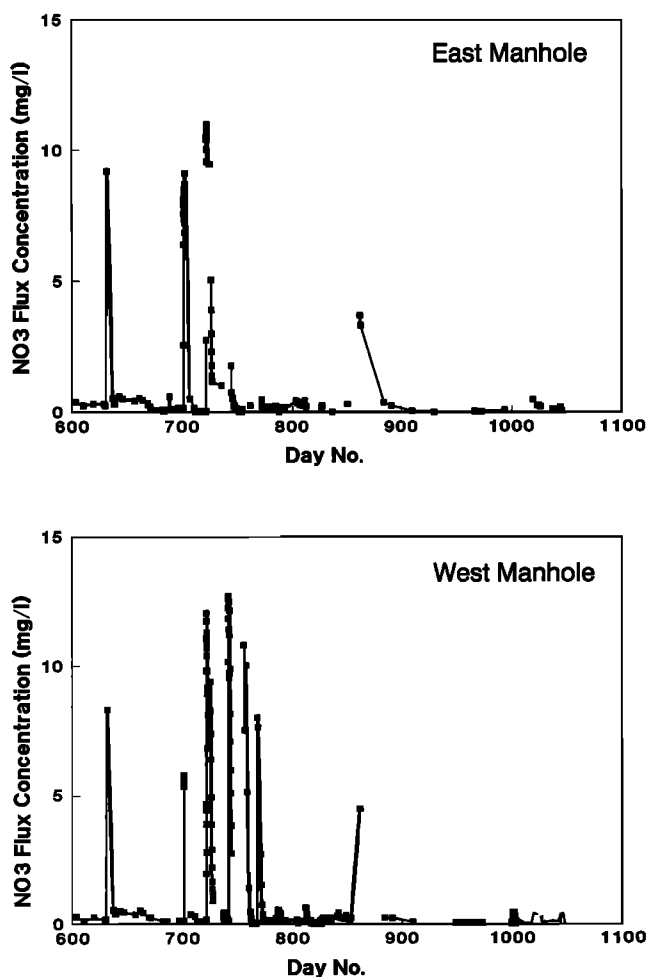 15
East Manhole
10
NO3 Flux Concentration (mg/l)
5
0
600 700 800 900 1000 1100
Day No.
15
West Manhole
10
NO3 Flux Concentration (mg/l)
5
0
600 700 800 900 1000 1100
Day No.